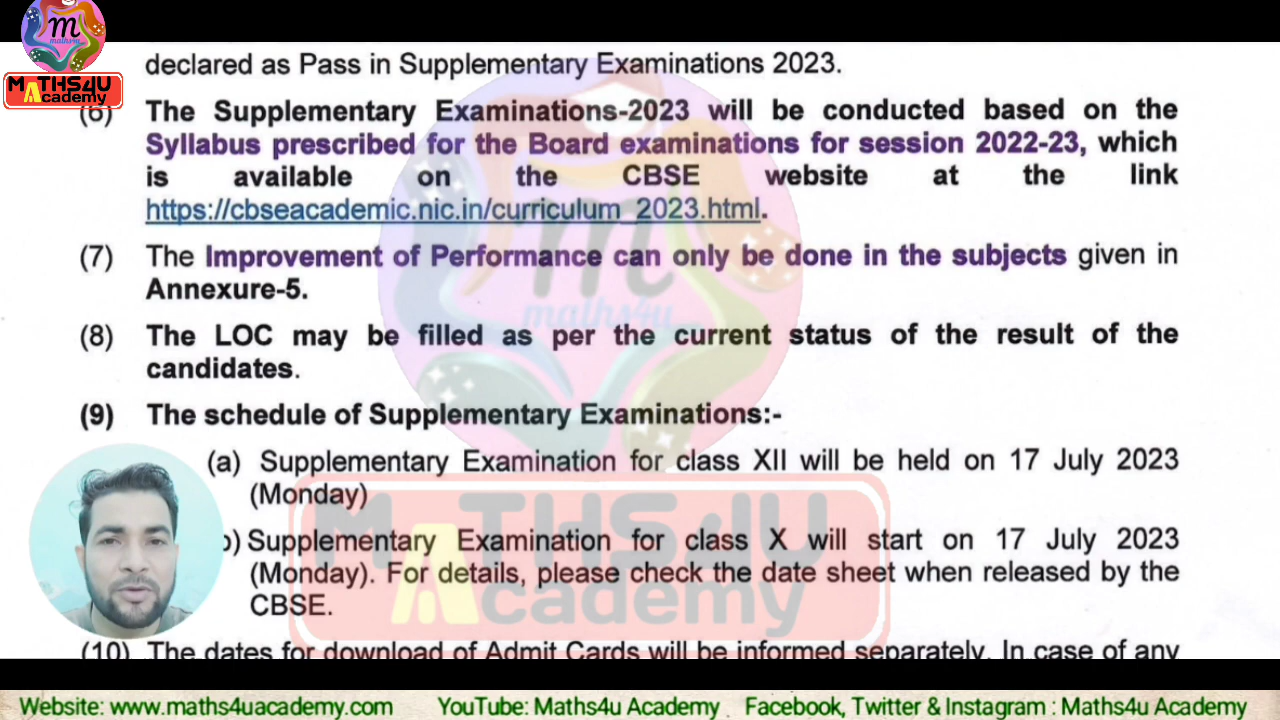 m
maths4u
MATHS4U
Academy
declared as Pass in Supplementary Examinations 2023.
(6) The Supplementary Examinations-2023 will be conducted based on the
Syllabus prescribed for the Board examinations for session 2022-23, which
is available on the CBSE website at the link
https://cbseacademic.nic.in/curriculum_2023.html.
(7) The Improvement of Performance can only be done in the subjects given in
Annexure-5.
(8) The LOC may be filled as per the current status of the result of the
candidates.
(9) The schedule of Supplementary Examinations:-
(a) Supplementary Examination for class XII will be held on 17 July 2023
(Monday)
b) Supplementary Examination for class X will start on 17 July 2023
(Monday). For details, please check the date sheet when released by the
CBSE.
(10) The dates for download of Admit Cards will be informed separately. In case of any
m
maths4u
MATHS4U
Academy
Website: www.maths4uacademy.com YouTube: Maths4u Academy . Facebook, Twitter & Instagram : Maths4u Academy